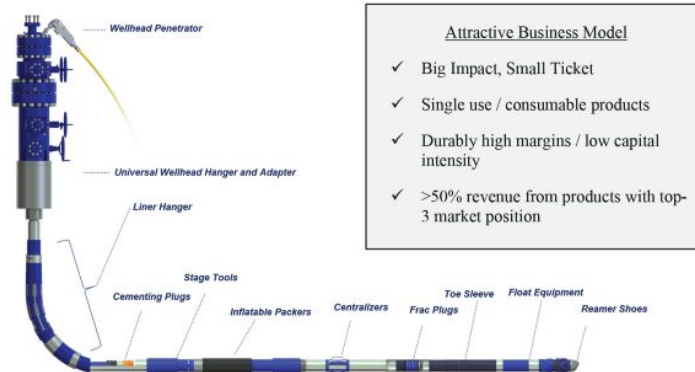 Wellhead Penetrator
Universal Wellhead Hanger and Adapter
Liner Hanger
Stage Tools
Cementing Plugs
Inflatable Packers
Centralizers
Frac Plugs
Toe Sleeve
Float Equipment
Reamer Shoes
Attractive Business Model
✓ Big Impact, Small Ticket
✓ Single use / consumable products
✓ Durably high margins / low capital
intensity
✓ >50% revenue from products with top-
3 market position